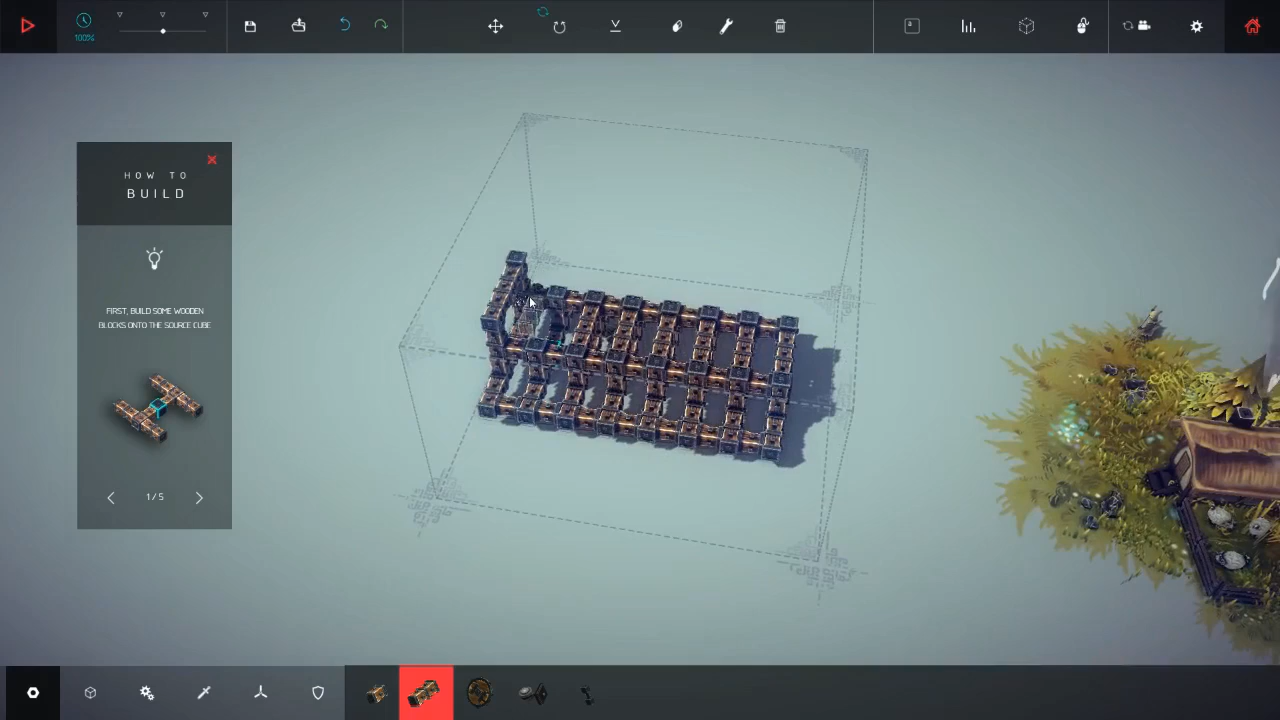 100%
HOW TO
BUILD
FIRST, BUILD SOME WOODEN
BLOCKS ONTO THE SOURCE CUBE
1/5